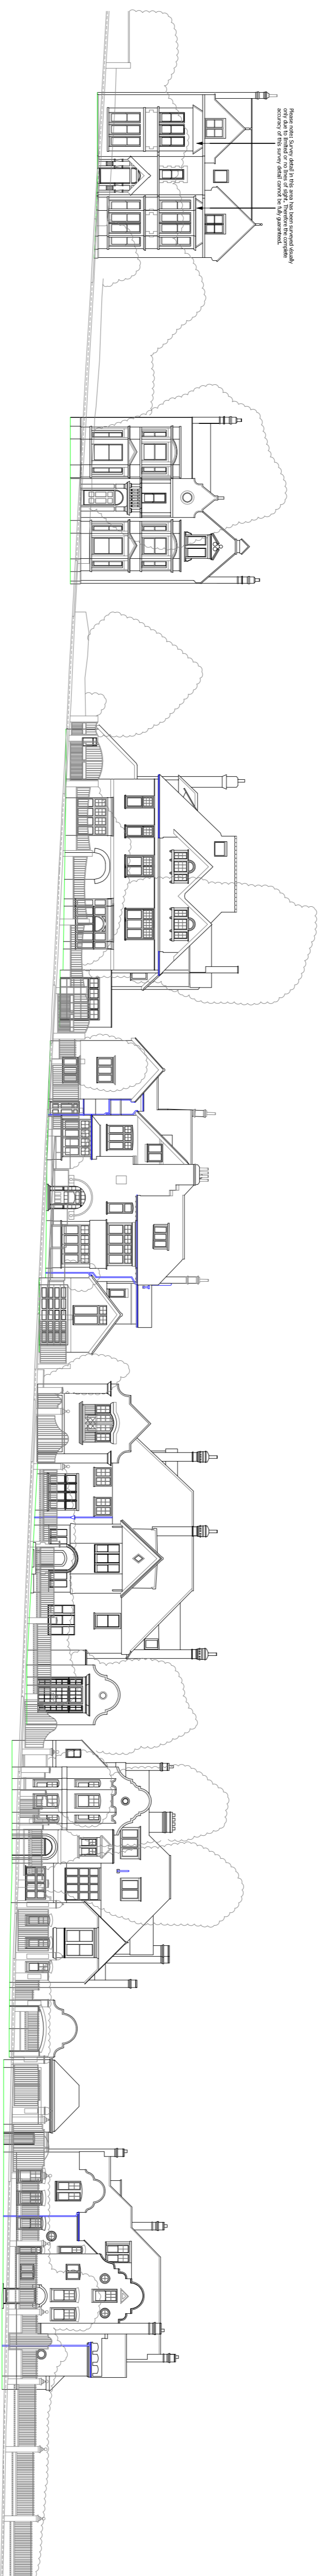 Please note: Survey detail in this area has been surveyed visually
only due to limited or no lines of sight. Therefore the complete
accuracy of this survey detail cannot be fully guaranteed.